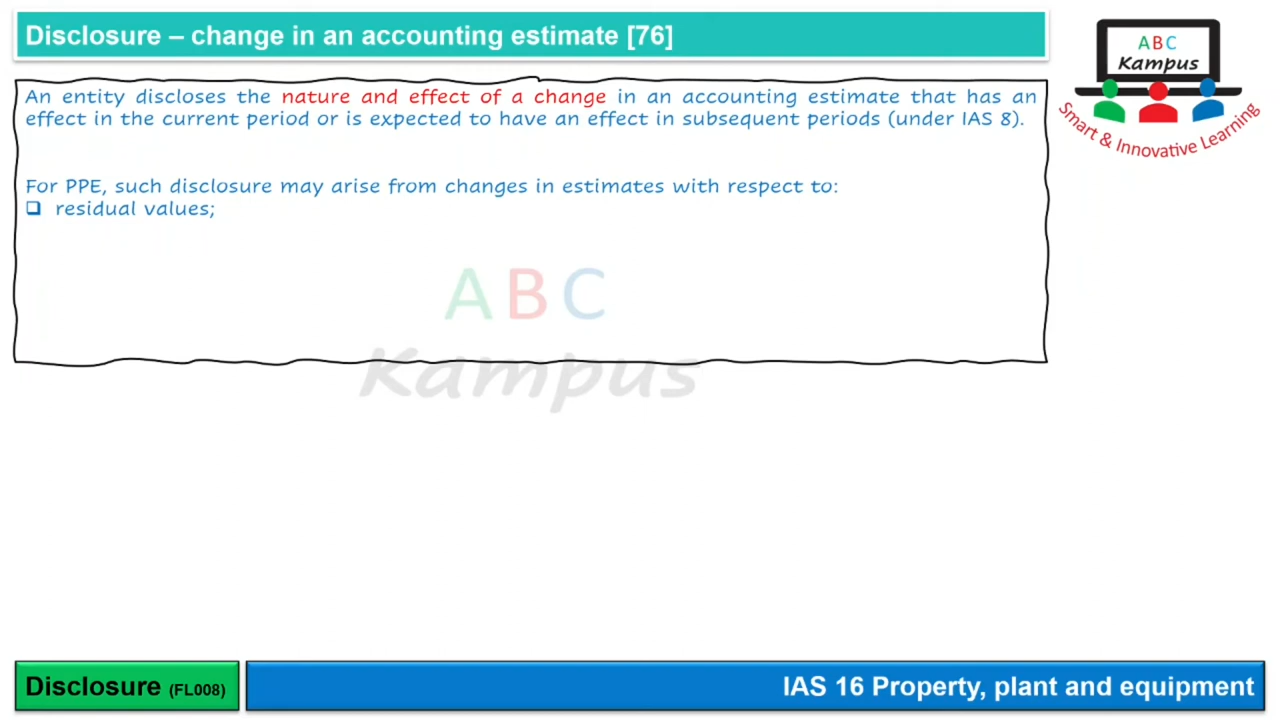 Disclosure – change in an accounting estimate [76]
ABC
Kampus
Smart & Innovative Learning
An entity discloses the nature and effect of a change in an accounting estimate that has an
effect in the current period or is expected to have an effect in subsequent periods (under IAS 8).
For PPE, such disclosure may arise from changes in estimates with respect to:
❑ residual values;
ABC
Kampus
Disclosure (FL008)
IAS 16 Property, plant and equipment